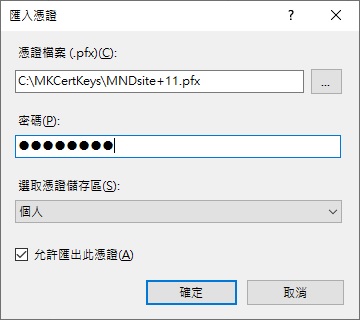 匯入憑證
憑證檔案 (.pfx)(C):
C:\MKCertKeys\MNDsite+11.pfx
...
密碼(P):
●●●●●●●●
選取憑證儲存區(S):
個人
允許匯出此憑證(A)
確定
取消